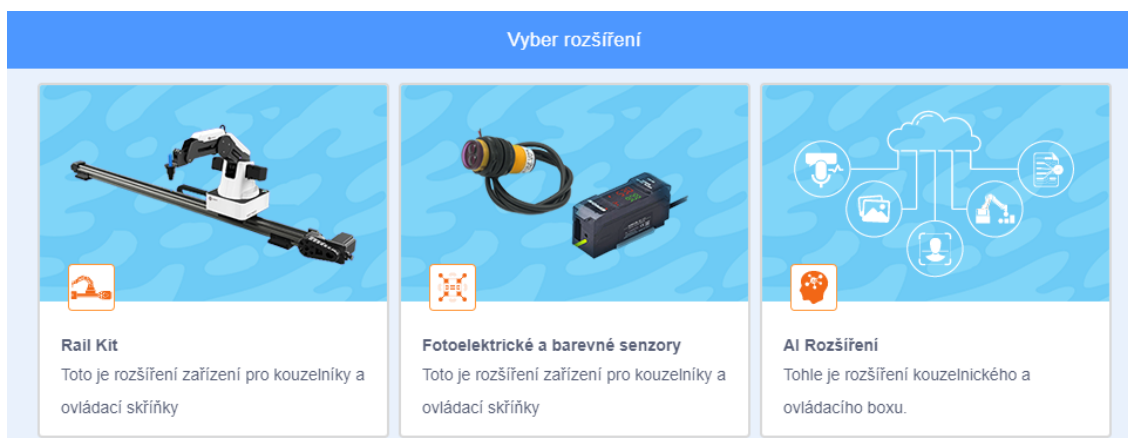 Vyber rozšíření
Rail Kit
Toto je rozšíření zařízení pro kouzelníky a
ovládací skříňky
Fotoelektrické a barevné senzory
Toto je rozšíření zařízení pro kouzelníky a
ovládací skříňky
AI Rozšíření
Tohle je rozšíření kouzelnického a
ovládacího boxu.